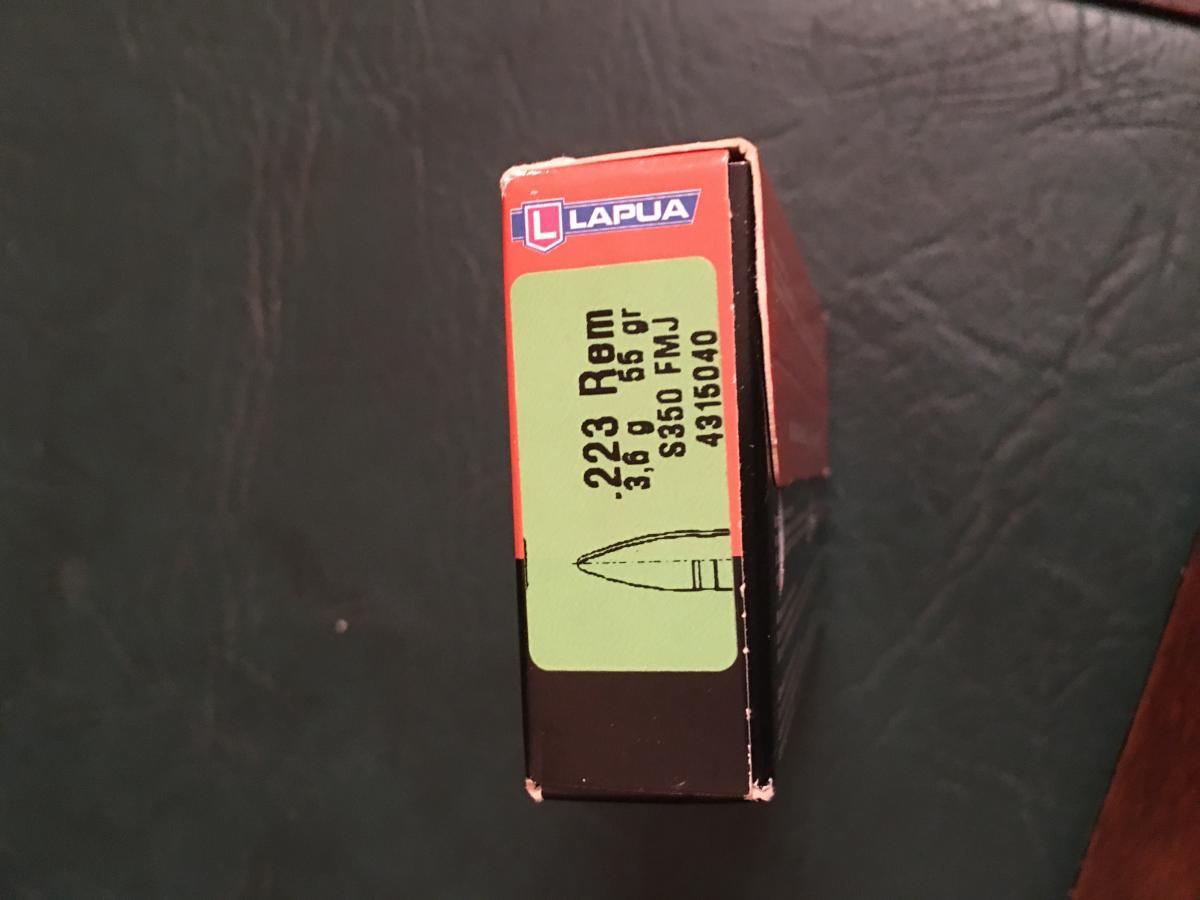 L LAPUA
.223 Rem
3,6 g 55 gr
S350 FMJ
4315040